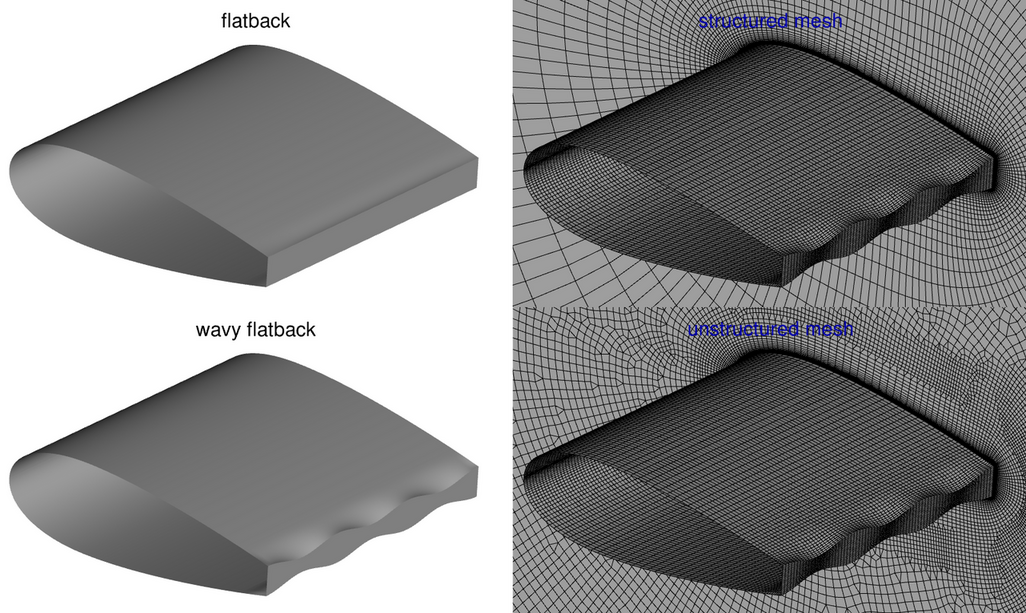 flatback
structured mesh
wavy flatback
unstructured mesh